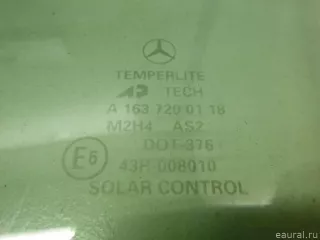 TEMPERLITE
AP TECH
A 163 720 01 18
M2H4 AS2
DOT-376
E6 43R 008010
SOLAR CONTROL
eaural.ru